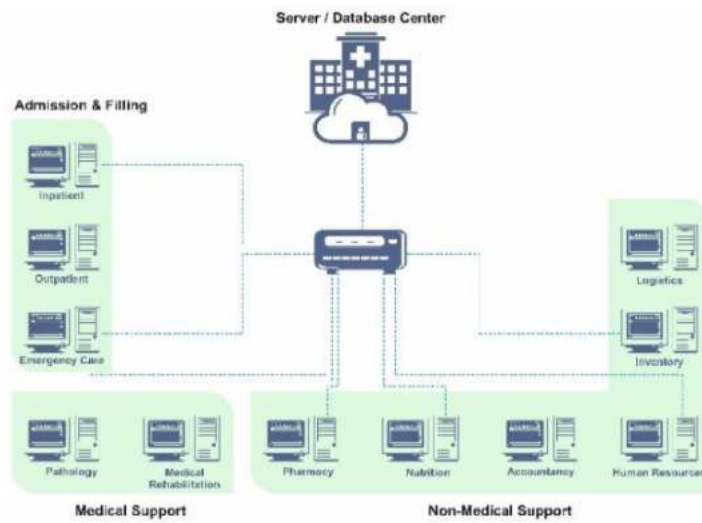 Server / Database Center
Admission & Filling
Inpatient
Outpatient
Emergency Care
Logistics
Inventory
Pathology
Medical
Rehabilitation
Pharmacy
Nutrition
Accountancy
Human Resources
Medical Support
Non-Medical Support